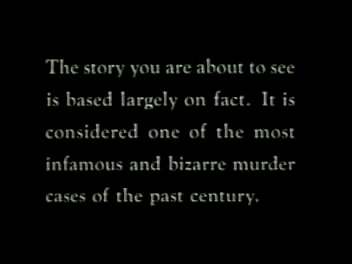 The story you are about to see
is based largely on fact. It is
considered one of the most
infamous and bizarre murder
cases of the past century.